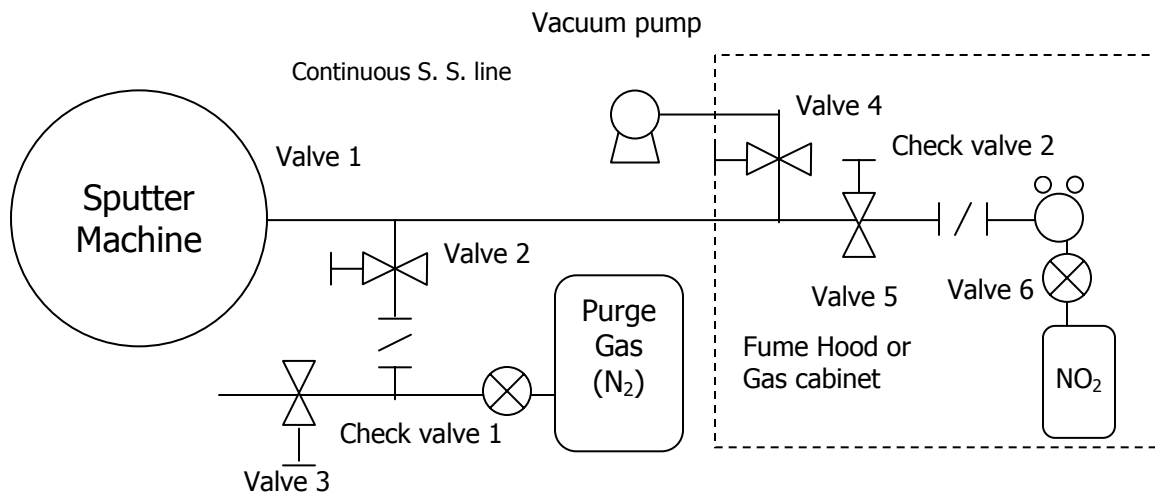 Vacuum pump
Continuous S. S. line
Valve 4
Valve 1
Check valve 2
Sputter
Machine
Valve 2
Purge
Gas
(N₂)
Valve 5
Valve 6
Fume Hood or
Gas cabinet
NO₂
Check valve 1
Valve 3